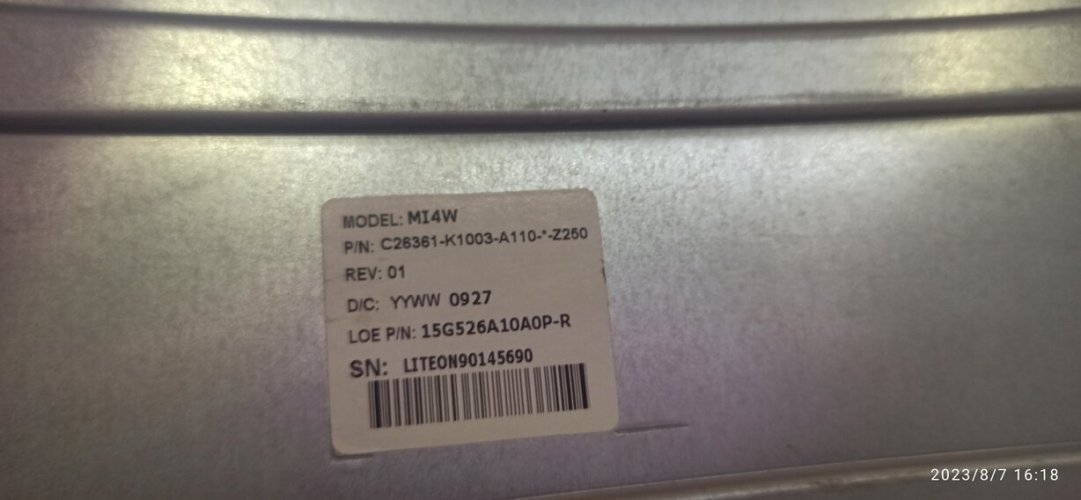 MODEL: MI4W
P/N: C26361-K1003-A110-*-Z250
REV: 01
D/C: YYWW 0927
LOE P/N: 15G526A10A0P-R
SN: LITEON90145690
2023/8/7 16:18